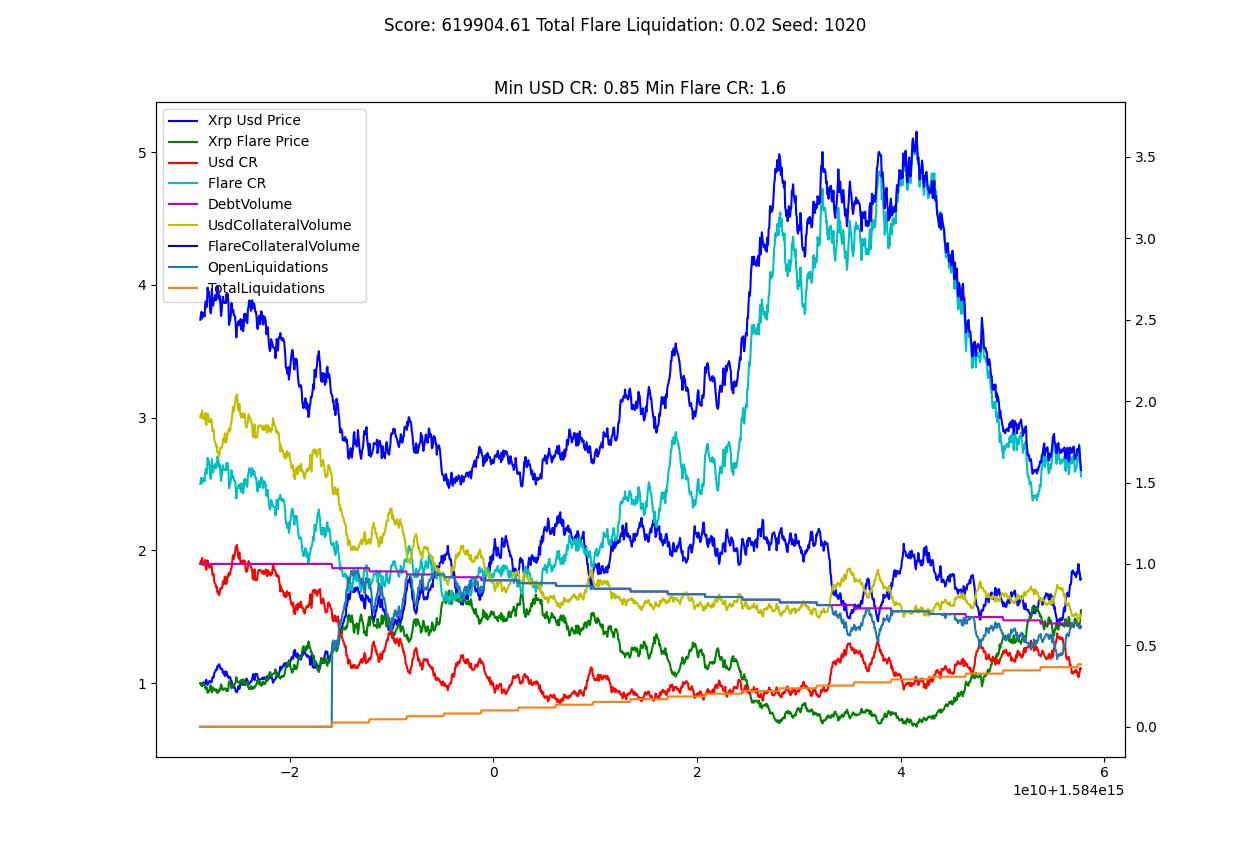 Score: 619904.61 Total Flare Liquidation: 0.02 Seed: 1020
Min USD CR: 0.85 Min Flare CR: 1.6
Xrp Usd Price
Xrp Flare Price
Usd CR
Flare CR
DebtVolume
UsdCollateralVolume
FlareCollateralVolume
OpenLiquidations
TotalLiquidations
5
4
3
2
1
3.5
3.0
2.5
2.0
1.5
1.0
0.5
0.0
−2
0
2
4
6
1e10+1.584e15